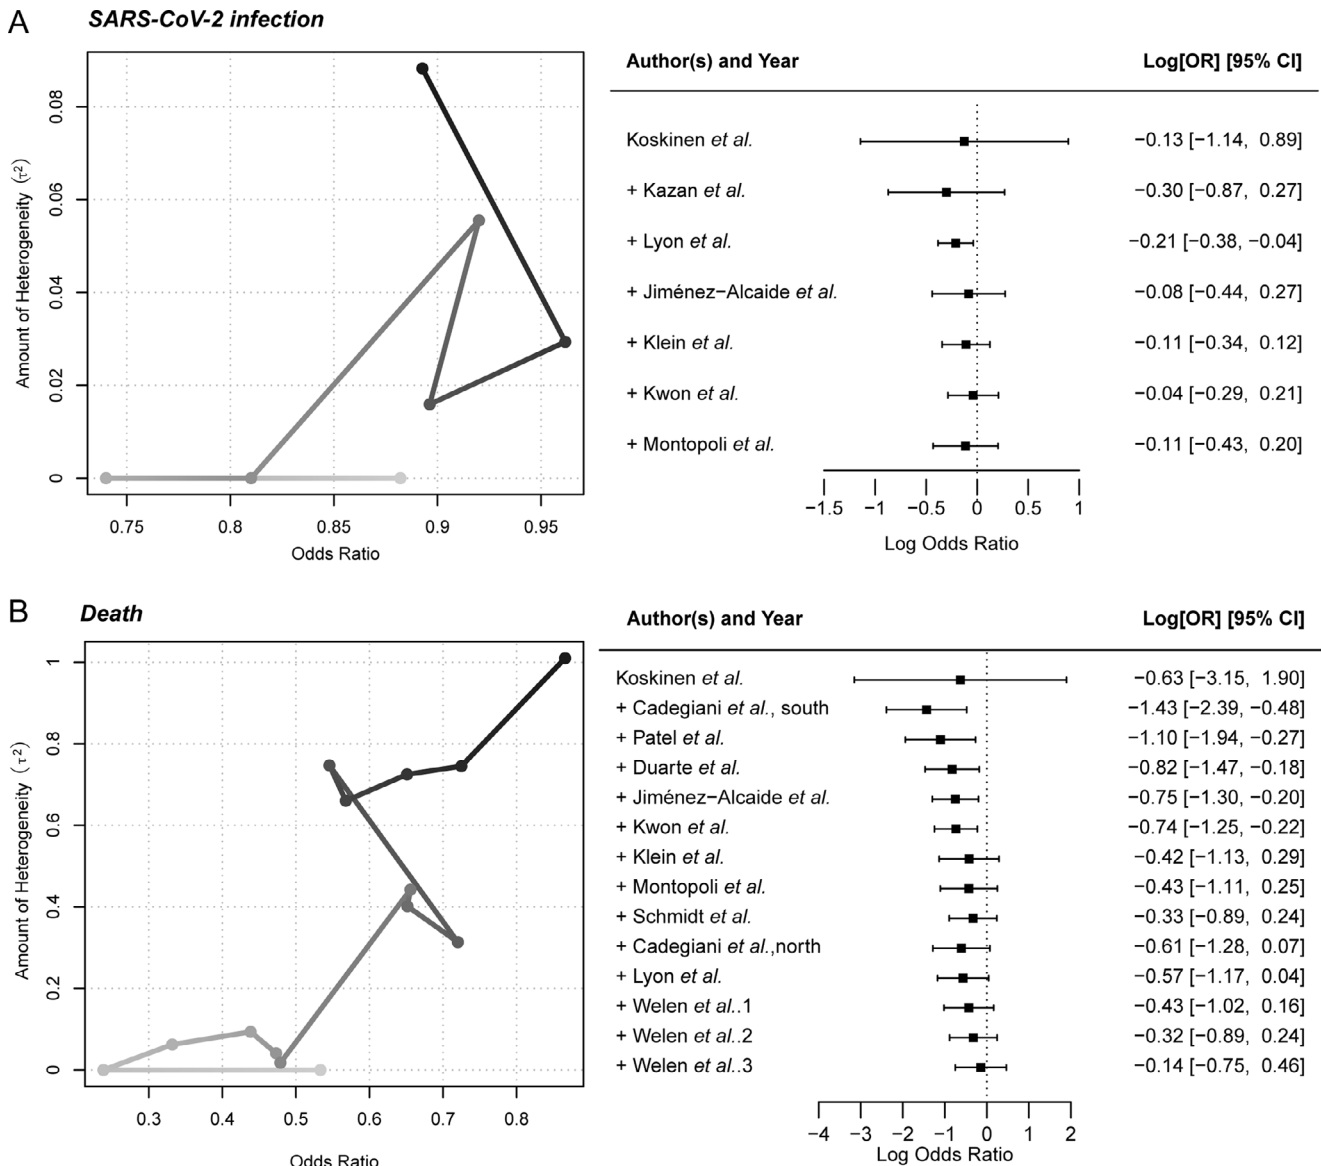 A
SARS-CoV-2 infection
Amount of Heterogeneity (τ²)
0.08
0.06
0.04
0.02
0
0.75 0.8 0.85 0.9 0.95
Odds Ratio
Author(s) and Year Log[OR] [95% CI]
Koskinen et al. −0.13 [−1.14, 0.89]
+ Kazan et al. −0.30 [−0.87, 0.27]
+ Lyon et al. −0.21 [−0.38, −0.04]
+ Jiménez−Alcaide et al. −0.08 [−0.44, 0.27]
+ Klein et al. −0.11 [−0.34, 0.12]
+ Kwon et al. −0.04 [−0.29, 0.21]
+ Montopoli et al. −0.11 [−0.43, 0.20]
−1.5 −1 −0.5 0 0.5 1
Log Odds Ratio
B
Death
Amount of Heterogeneity (τ²)
1
0.8
0.6
0.4
0.2
0
0.3 0.4 0.5 0.6 0.7 0.8
Odds Ratio
Author(s) and Year Log[OR] [95% CI]
Koskinen et al. −0.63 [−3.15, 1.90]
+ Cadegiani et al., south −1.43 [−2.39, −0.48]
+ Patel et al. −1.10 [−1.94, −0.27]
+ Duarte et al. −0.82 [−1.47, −0.18]
+ Jiménez−Alcaide et al. −0.75 [−1.30, −0.20]
+ Kwon et al. −0.74 [−1.25, −0.22]
+ Klein et al. −0.42 [−1.13, 0.29]
+ Montopoli et al. −0.43 [−1.11, 0.25]
+ Schmidt et al. −0.33 [−0.89, 0.24]
+ Cadegiani et al.,north −0.61 [−1.28, 0.07]
+ Lyon et al. −0.57 [−1.17, 0.04]
+ Welen et al..1 −0.43 [−1.02, 0.16]
+ Welen et al..2 −0.32 [−0.89, 0.24]
+ Welen et al..3 −0.14 [−0.75, 0.46]
−4 −3 −2 −1 0 1 2
Log Odds Ratio